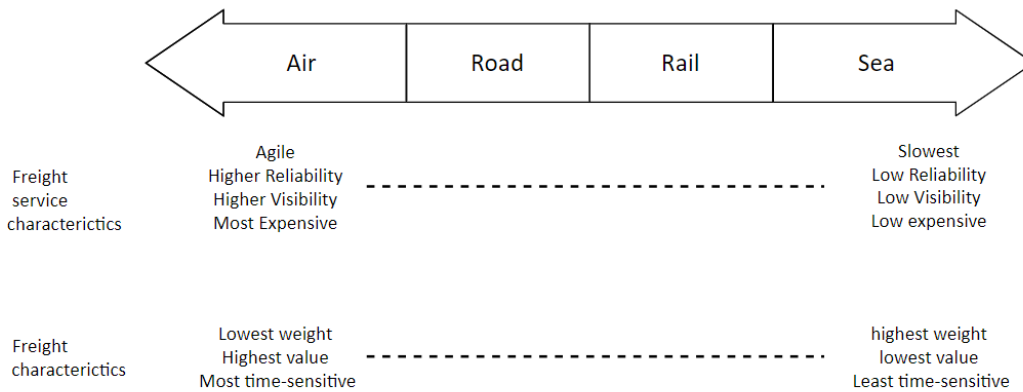 Air Road Rail Sea
Freight
service
characterictics
Agile
Higher Reliability
Higher Visibility
Most Expensive
Slowest
Low Reliability
Low Visibility
Low expensive
Freight
characterictics
Lowest weight
Highest value
Most time-sensitive
highest weight
lowest value
Least time-sensitive